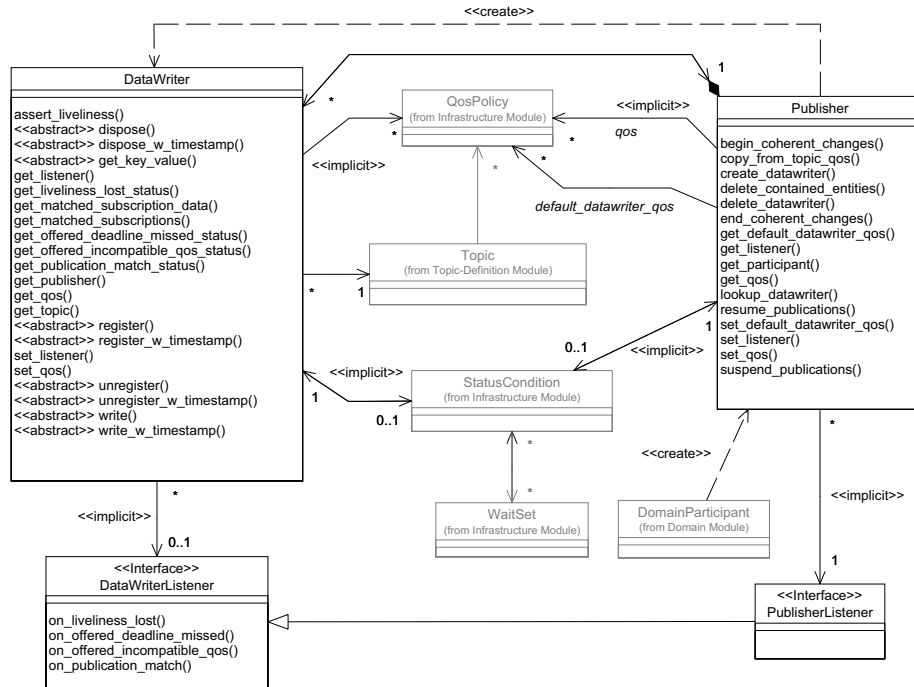 <<create>>
DataWriter
assert_liveliness()
<<abstract>> dispose()
<<abstract>> dispose_w_timestamp()
<<abstract>> get_key_value()
get_listener()
get_liveliness_lost_status()
get_matched_subscription_data()
get_matched_subscriptions()
get_offered_deadline_missed_status()
get_offered_incompatible_qos_status()
get_publication_match_status()
get_publisher()
get_qos()
get_topic()
<<abstract>> register()
<<abstract>> register_w_timestamp()
set_listener()
set_qos()
<<abstract>> unregister()
<<abstract>> unregister_w_timestamp()
<<abstract>> write()
<<abstract>> write_w_timestamp()
*
1
QosPolicy
(from Infrastructure Module)
*
*
*
*
<<implicit>>
<<implicit>>
qos
default_datawriter_qos
Publisher
begin_coherent_changes()
copy_from_topic_qos()
create_datawriter()
delete_contained_entities()
delete_datawriter()
end_coherent_changes()
get_default_datawriter_qos()
get_listener()
get_participant()
get_qos()
lookup_datawriter()
resume_publications()
set_default_datawriter_qos()
set_listener()
set_qos()
suspend_publications()
Topic
(from Topic-Definition Module)
*
1
1
<<implicit>>
0..1
StatusCondition
(from Infrastructure Module)
<<implicit>>
1
0..1
*
*
WaitSet
(from Infrastructure Module)
<<create>>
DomainParticipant
(from Domain Module)
*
<<implicit>>
1
*
<<implicit>>
0..1
<<Interface>>
DataWriterListener
on_liveliness_lost()
on_offered_deadline_missed()
on_offered_incompatible_qos()
on_publication_match()
<<Interface>>
PublisherListener